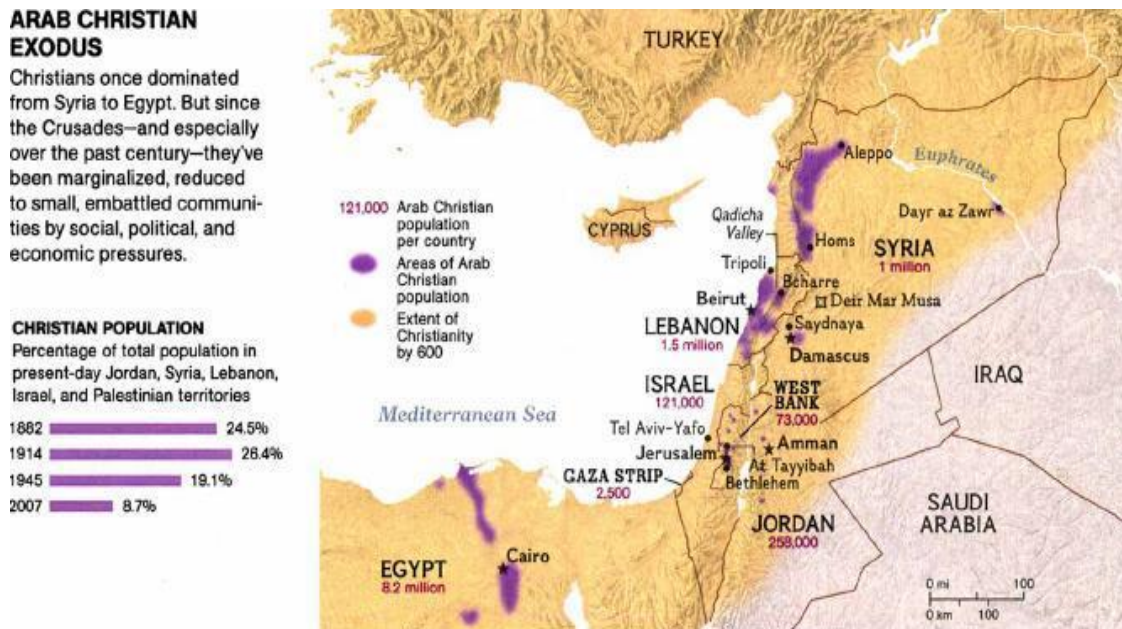 ARAB CHRISTIAN
EXODUS
Christians once dominated
from Syria to Egypt. But since
the Crusades—and especially
over the past century—they've
been marginalized, reduced
to small, embattled communi-
ties by social, political, and
economic pressures.
CHRISTIAN POPULATION
Percentage of total population in
present-day Jordan, Syria, Lebanon,
Israel, and Palestinian territories
1882 24.5%
1914 26.4%
1945 19.1%
2007 8.7%
121,000 Arab Christian
population
per country
Areas of Arab
Christian
population
Extent of
Christianity
by 600
TURKEY
Aleppo
Euphrates
Dayr az Zawr
CYPRUS
Qadicha
Valley
Homs
SYRIA
1 million
Tripoli
Bcharre
Beirut
Deir Mar Musa
LEBANON
1.5 million
Saydnaya
Damascus
ISRAEL
121,000
WEST
BANK
73,000
IRAQ
Mediterranean Sea
Tel Aviv-Yafo
Amman
Jerusalem
At Tayyibah
GAZA STRIP
2,500
Bethlehem
JORDAN
258,000
SAUDI
ARABIA
Cairo
EGYPT
8.2 million
0 mi 100
0 km 100